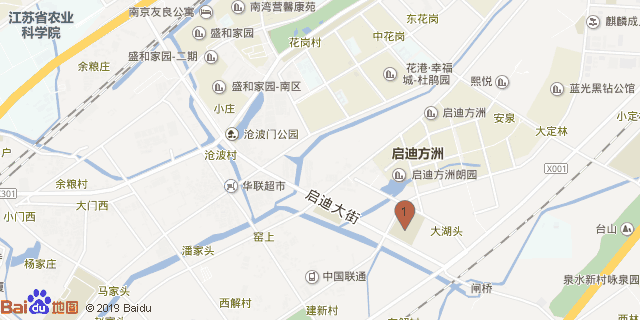 江苏省农业
科学院
南京友良公寓
南湾营馨康苑
东花岗
麒麟成
盛和家园
花岗村
中花岗
盛和家园-二期
余粮庄
花港·幸福
城-杜鹃园
熙悦
盛和家园-南区
蓝光黑钻公馆
小庄
启迪方洲
安泉
小定
沧波门公园
大定林
户
沧波村
启迪方洲
X001
余粮村
华联超市
启迪方洲朗园
301
大门西
小门西
启迪大街
1
大湖头
台山
窑上
潘家头
杨家庄
中国联通
泉水新村咏泉园
马家头
闸桥
Bai du 地图
© 2019 Baidu
西解村
建新村
西林